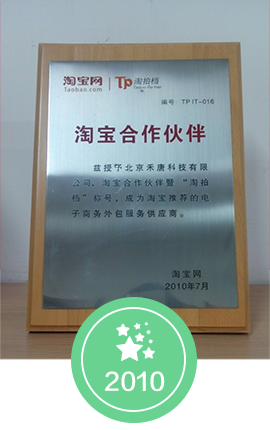 淘宝网 TP 淘拍档
Taobao.com
编号：TP IT-016
淘宝合作伙伴
兹授予北京禾唐科技有限
公司，淘宝合作伙伴暨“淘拍
档”称号，成为淘宝推荐的电
子商务外包服务供应商。
淘宝网
2010年7月
2010